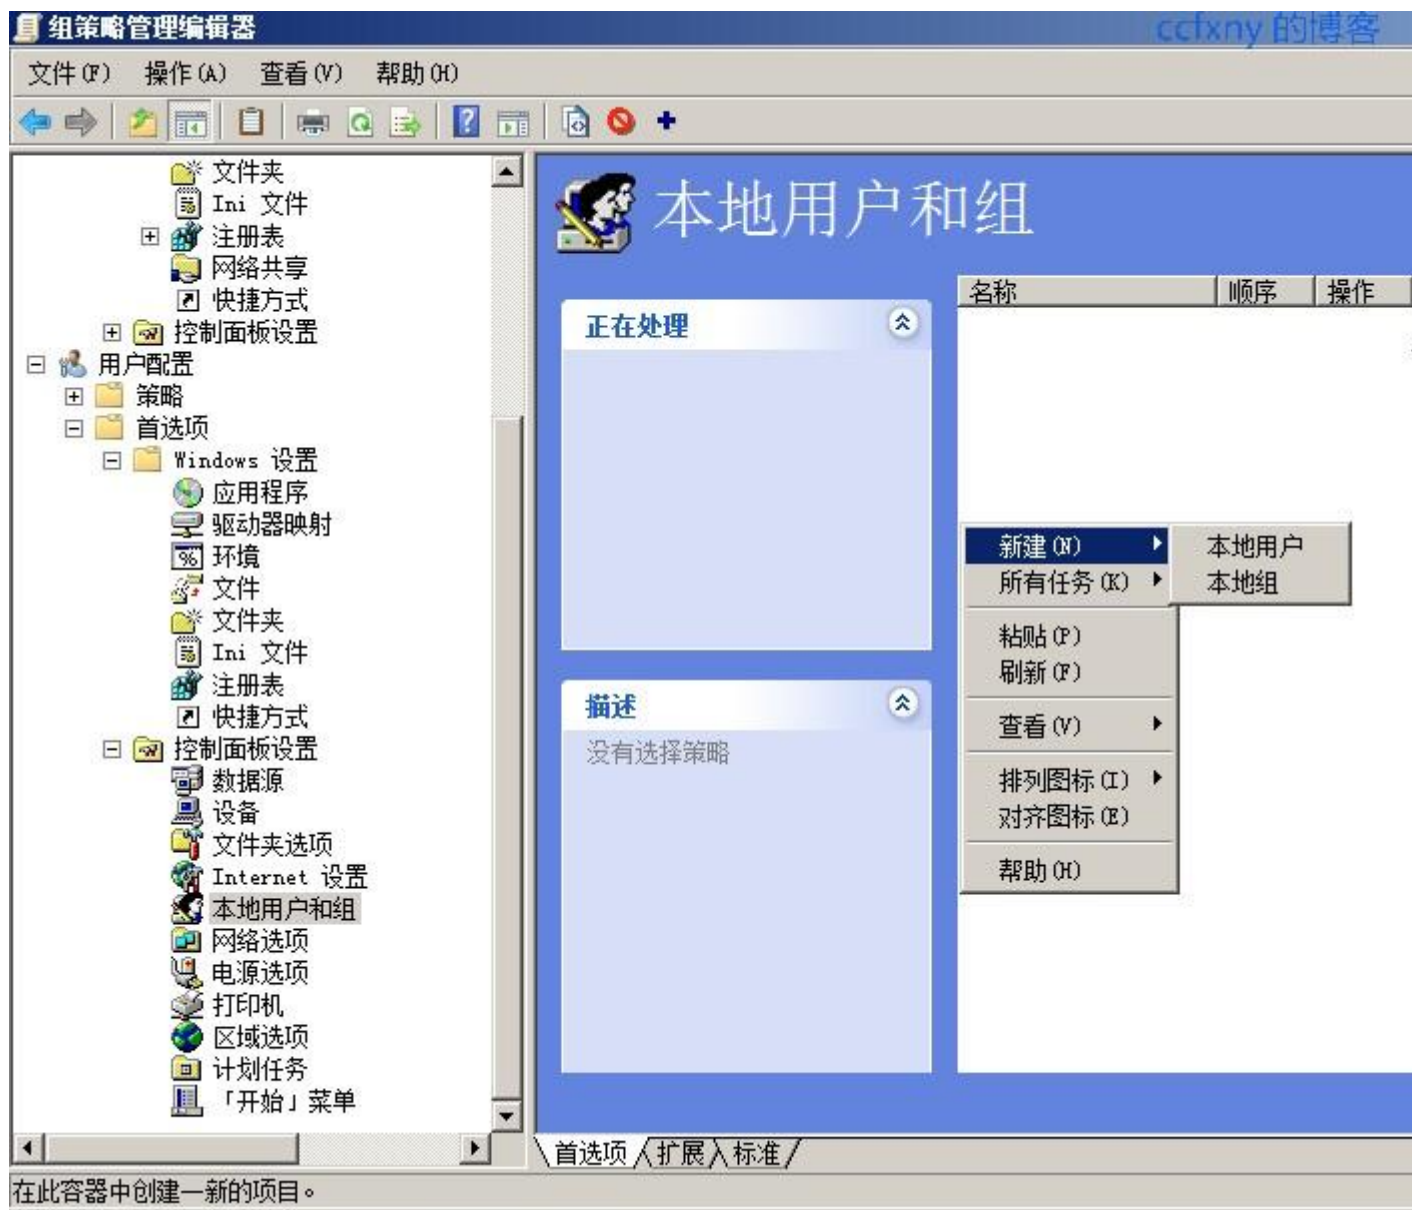 组策略管理编辑器
ccfxny 的博客
文件(F) 操作(A) 查看(V) 帮助(H)
文件夹
Ini 文件
注册表
网络共享
快捷方式
控制面板设置
用户配置
策略
首选项
Windows 设置
应用程序
驱动器映射
环境
文件
文件夹
Ini 文件
注册表
快捷方式
控制面板设置
数据源
设备
文件夹选项
Internet 设置
本地用户和组
网络选项
电源选项
打印机
区域选项
计划任务
「开始」菜单
本地用户和组
正在处理
描述
没有选择策略
名称 顺序 操作
新建(N)
所有任务(K)
粘贴(P)
刷新(F)
查看(V)
排列图标(I)
对齐图标(E)
帮助(H)
本地用户
本地组
首选项 扩展 标准
在此容器中创建一新的项目。